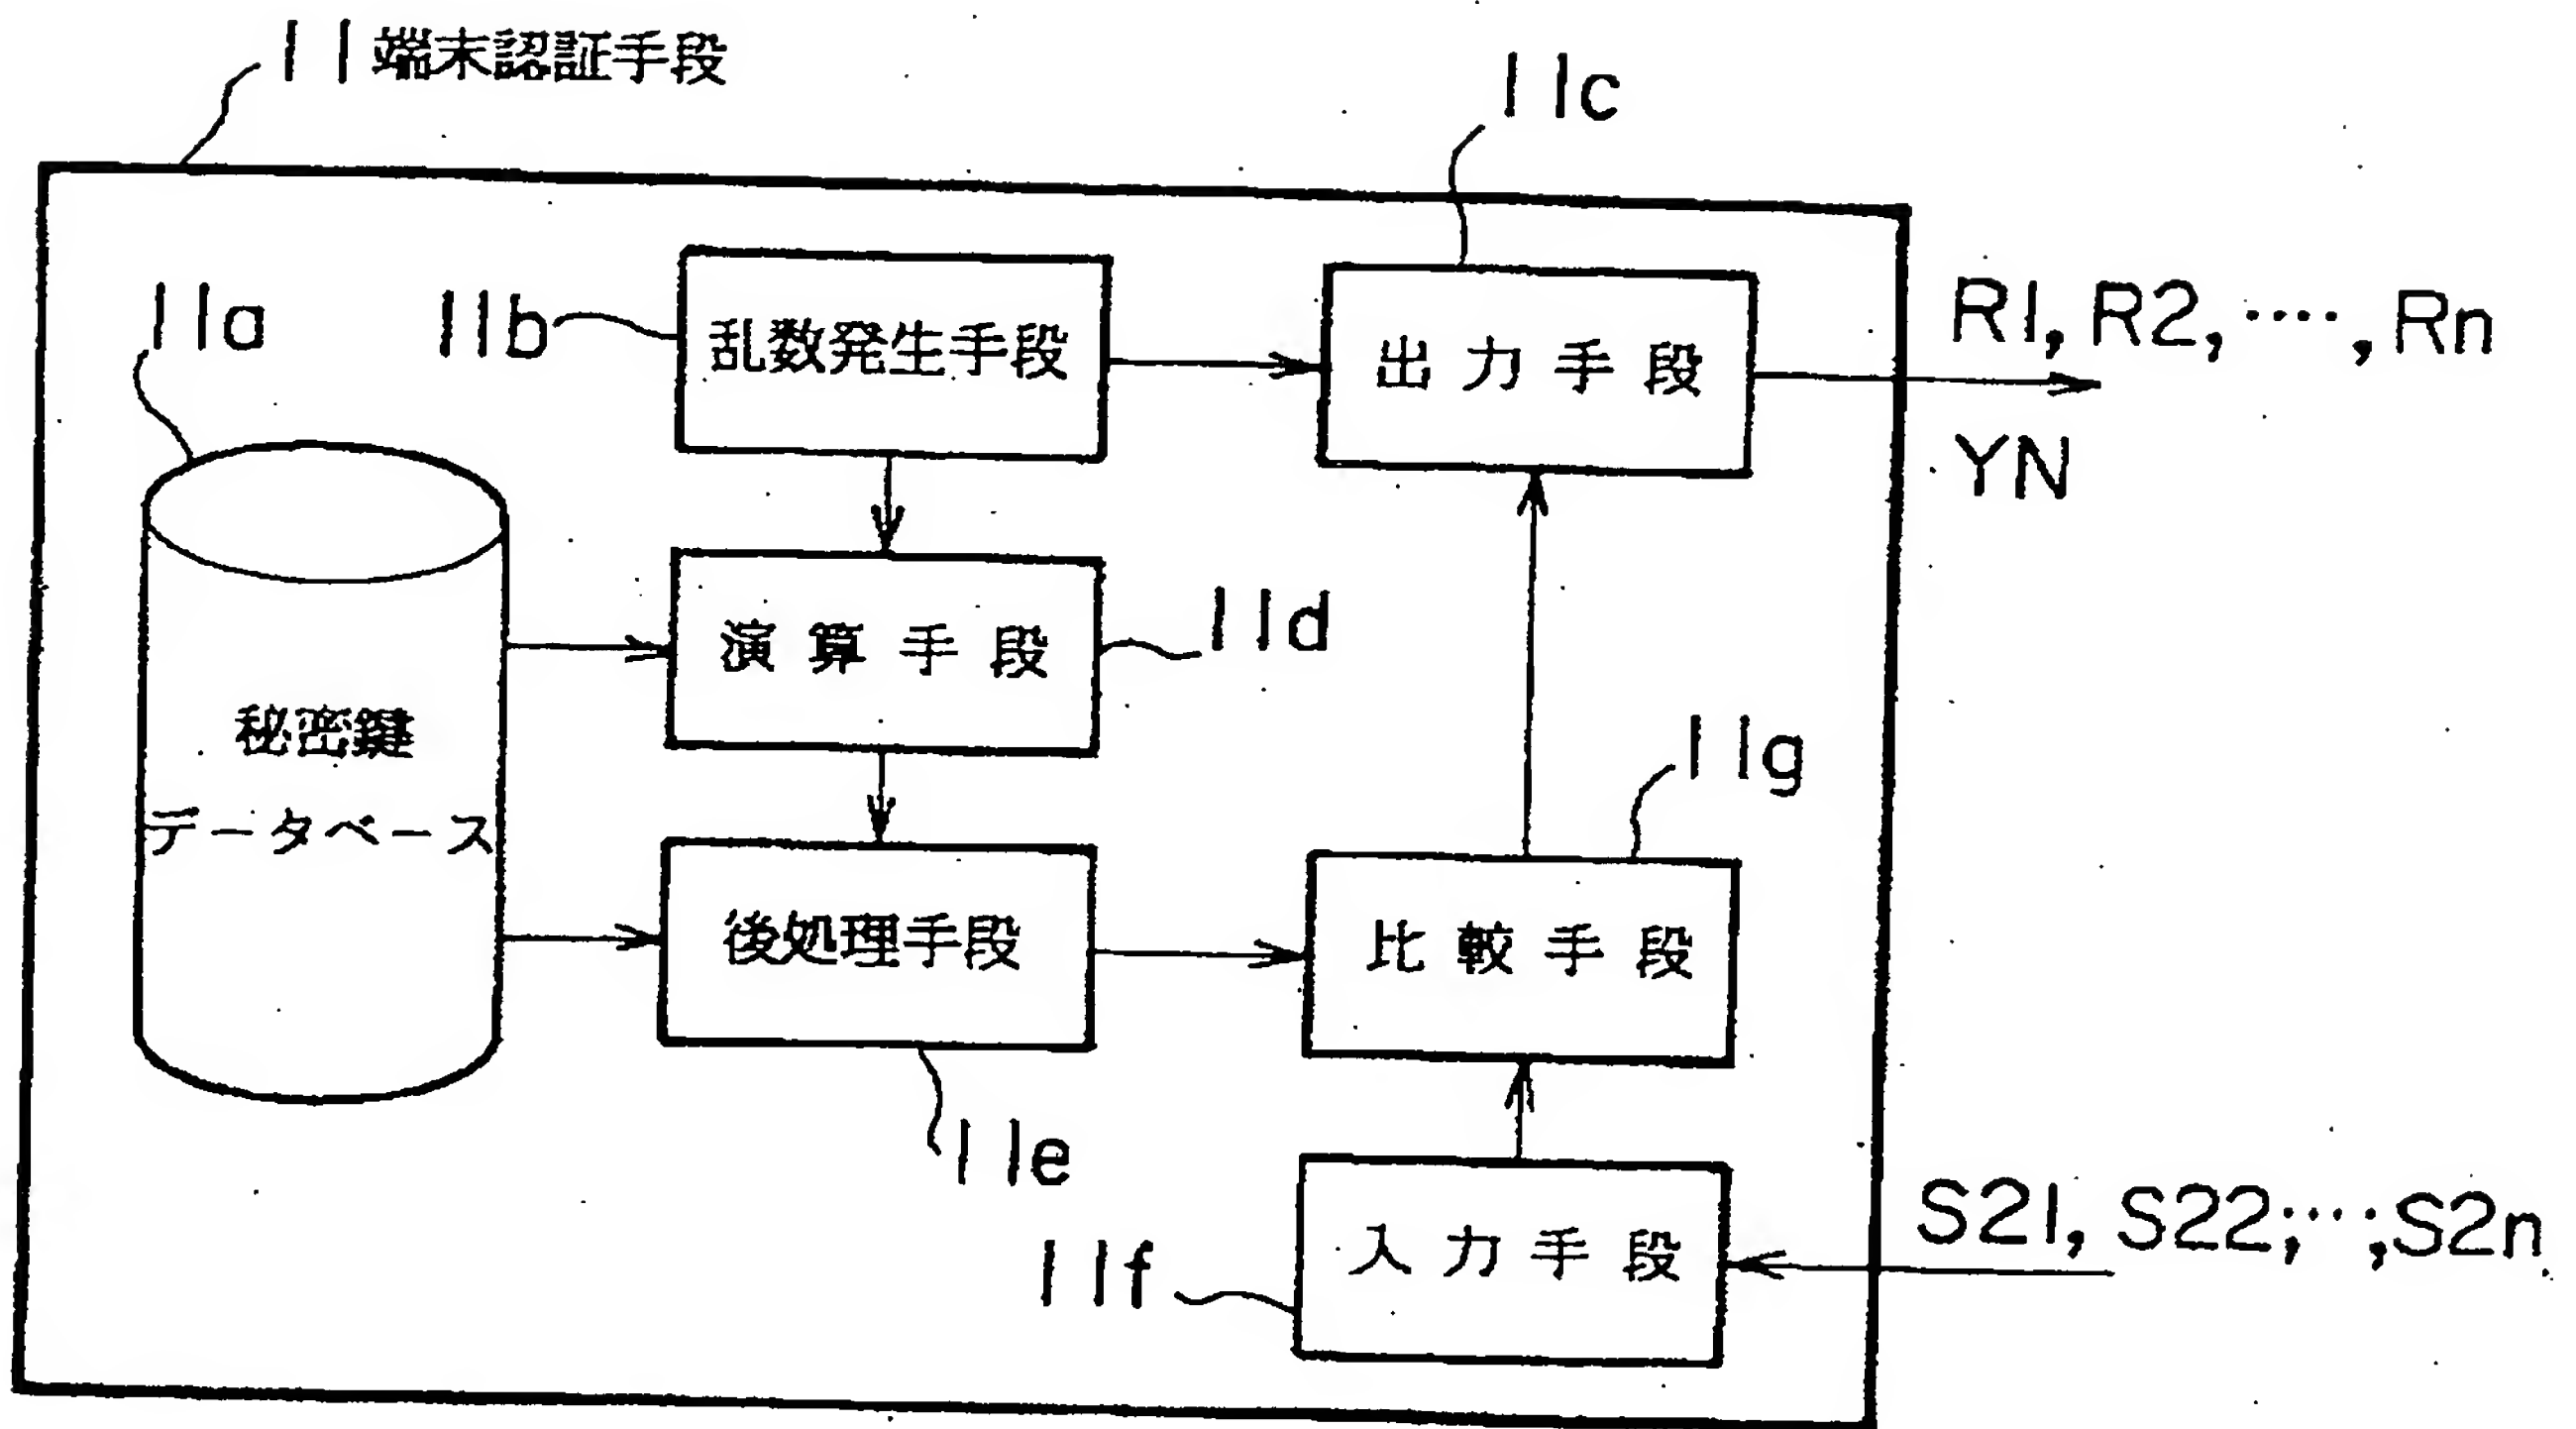 11端末認証手段
11c
11a
11b
乱数発生手段
出力手段
R1, R2, ‥‥, Rn
YN
演算手段
11d
秘密鍵
データベース
11g
後処理手段
比較手段
11e
S21, S22,‥‥,S2n
入力手段
11f